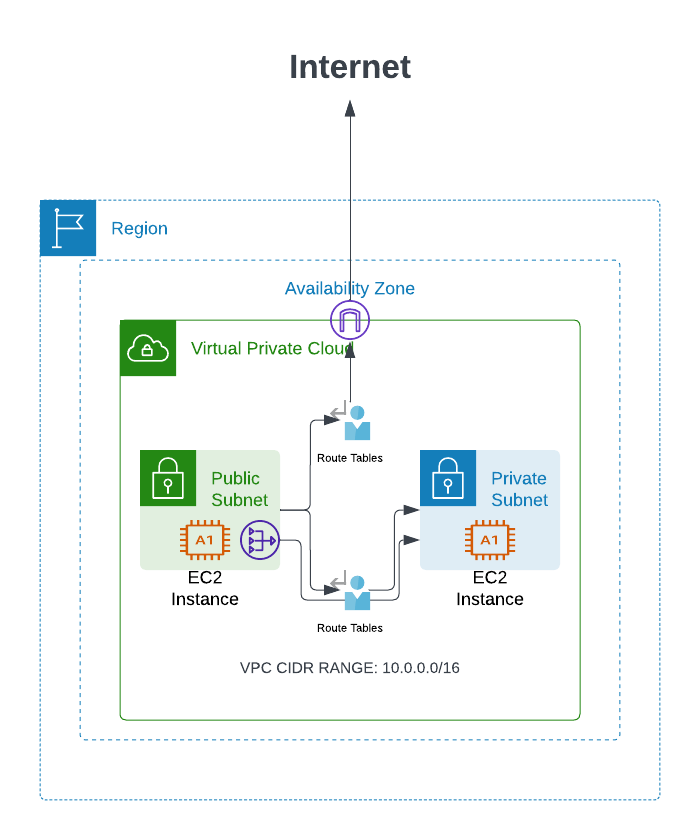 Internet
Region
Availability Zone
Virtual Private Cloud
Route Tables
Public
Subnet
Private
Subnet
A1
A1
EC2
Instance
EC2
Instance
Route Tables
VPC CIDR RANGE: 10.0.0.0/16